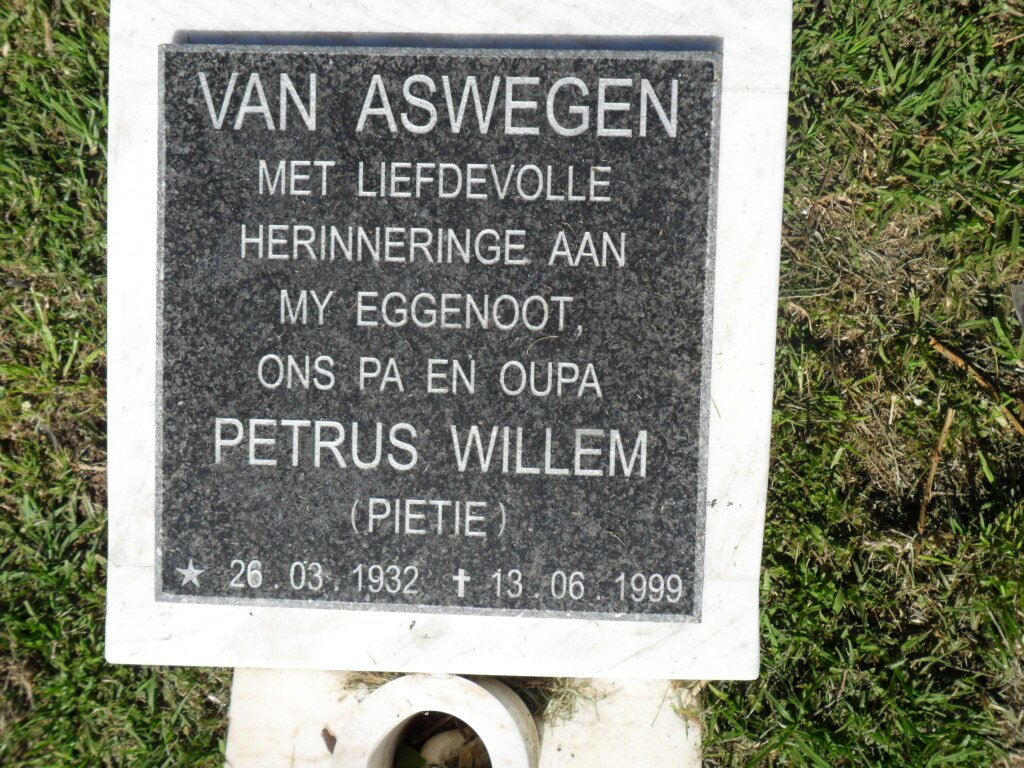 VAN ASWEGEN
MET LIEFDEVOLLE
HERINNERINGE AAN
MY EGGENOOT,
ONS PA EN OUPA
PETRUS WILLEM
(PIETIE)
★ 26.03.1932 ✝ 13.06.1999